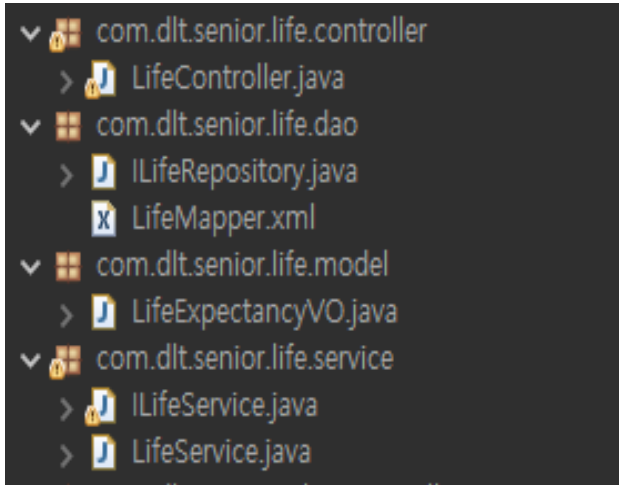 com.dlt.senior.life.controller
LifeController.java
com.dlt.senior.life.dao
ILifeRepository.java
LifeMapper.xml
com.dlt.senior.life.model
LifeExpectancyVO.java
com.dlt.senior.life.service
ILifeService.java
LifeService.java